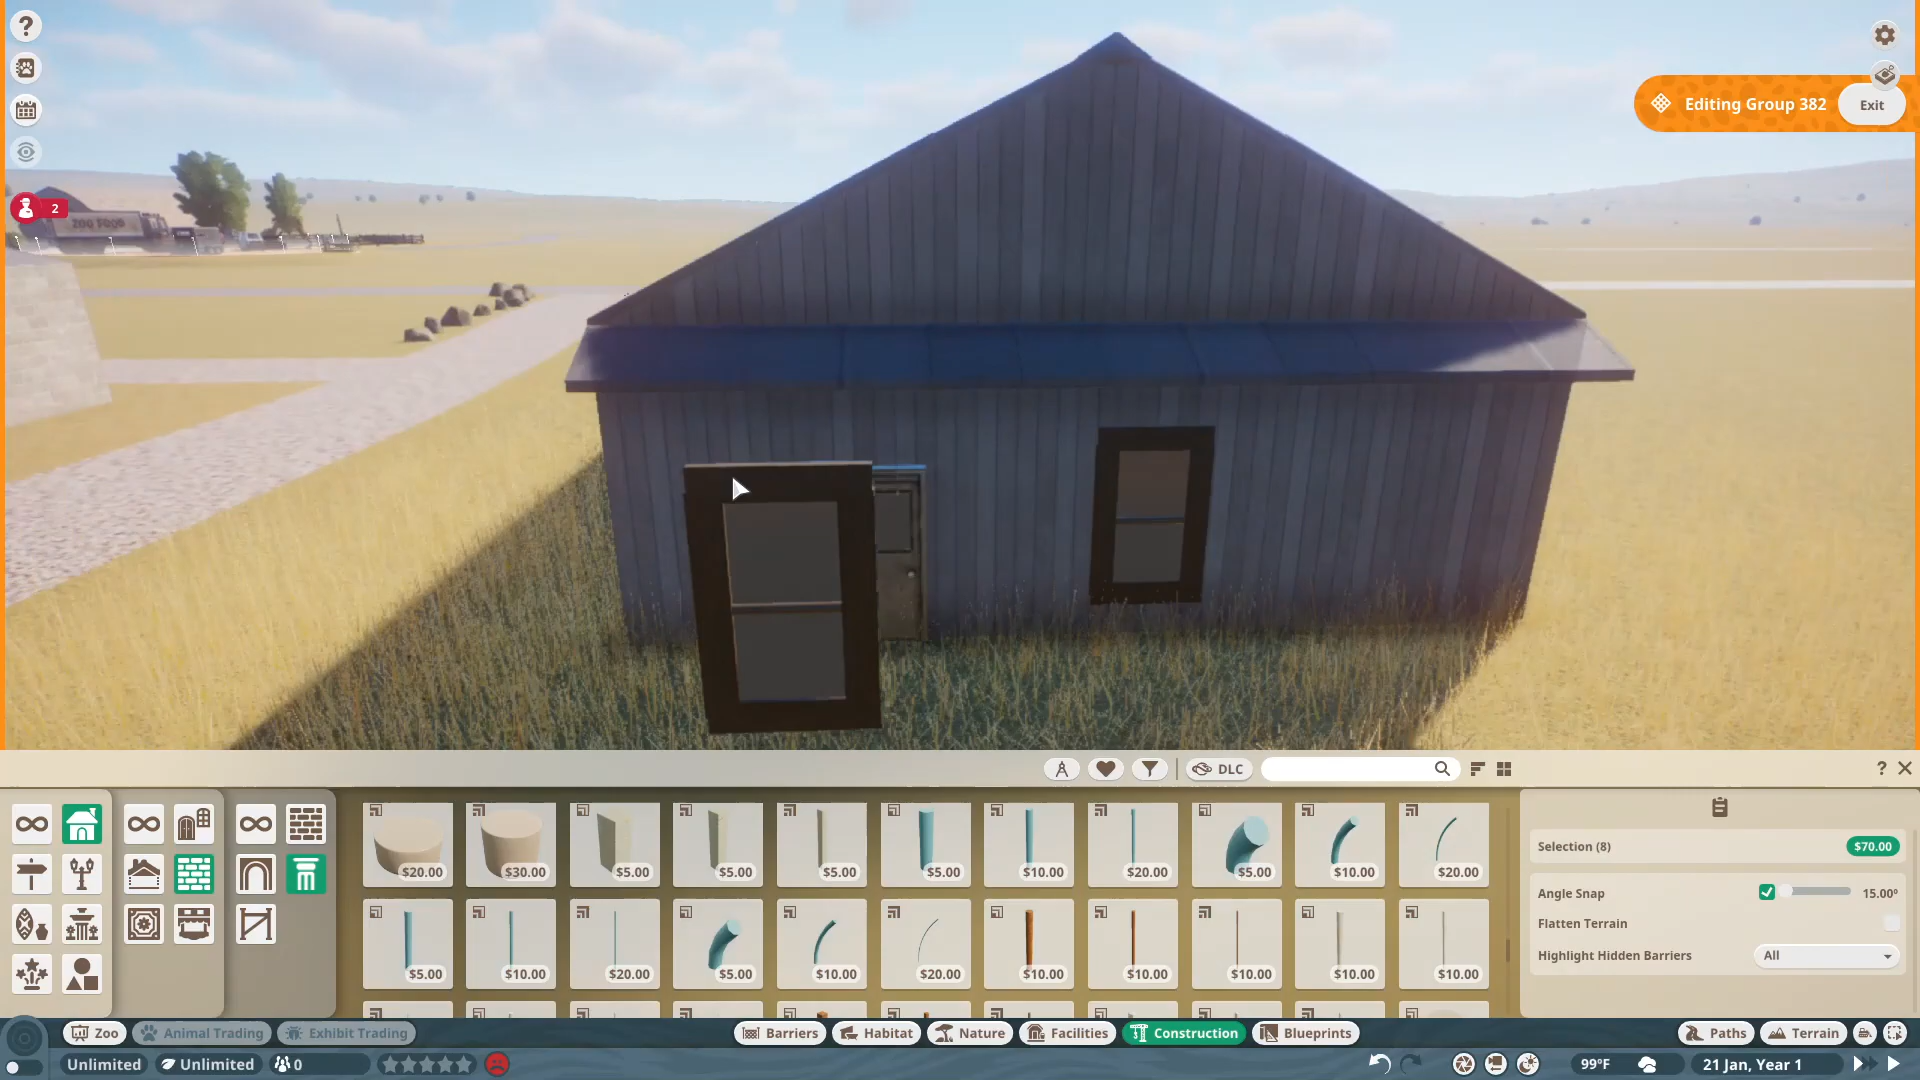 Editing Group 382
Exit
2
ZOO FOOD
DLC
$20.00
$30.00
$5.00
$5.00
$5.00
$5.00
$10.00
$20.00
$5.00
$10.00
$20.00
$5.00
$10.00
$20.00
$5.00
$10.00
$20.00
$10.00
$10.00
$10.00
$10.00
$10.00
Selection (8)
$70.00
Angle Snap
15.00º
Flatten Terrain
Highlight Hidden Barriers
All
Zoo
Animal Trading
Exhibit Trading
Barriers
Habitat
Nature
Facilities
Construction
Blueprints
Paths
Terrain
Unlimited
Unlimited
0
99°F
21 Jan, Year 1